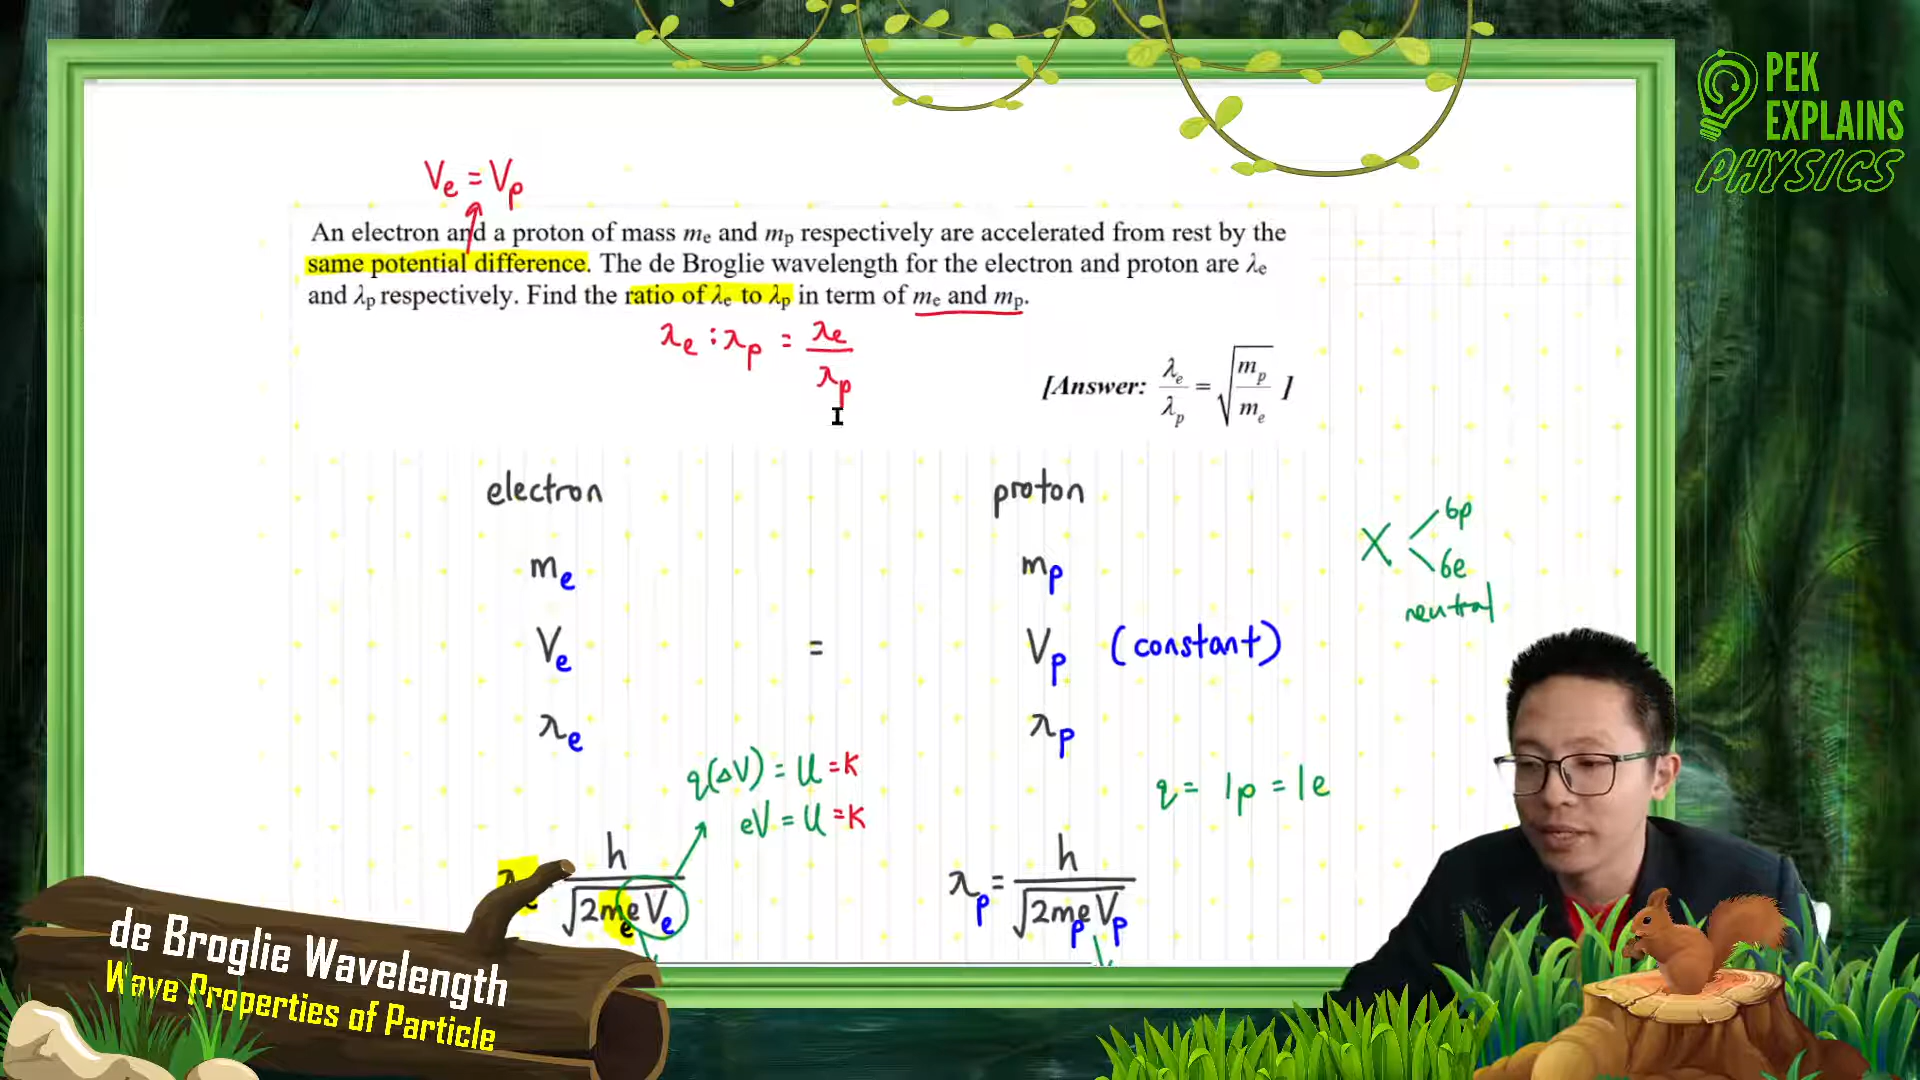 PEK
EXPLAINS
PHYSICS
Ve = Vp
An electron and a proton of mass me and mp respectively are accelerated from rest by the
same potential difference. The de Broglie wavelength for the electron and proton are λe
and λp respectively. Find the ratio of λe to λp in term of me and mp.
λe : λp = λe/λp
[Answer: λe/λp = √(mp/me) ]
electron proton
me mp
Ve = Vp (constant)
λe λp
X 6p
6e
neutral
q(ΔV) = U = K
eV = U = K
q = 1p = 1e
h/√(2me eVe)
λp = h/√(2mp eVp)
de Broglie Wavelength
Wave Properties of Particle